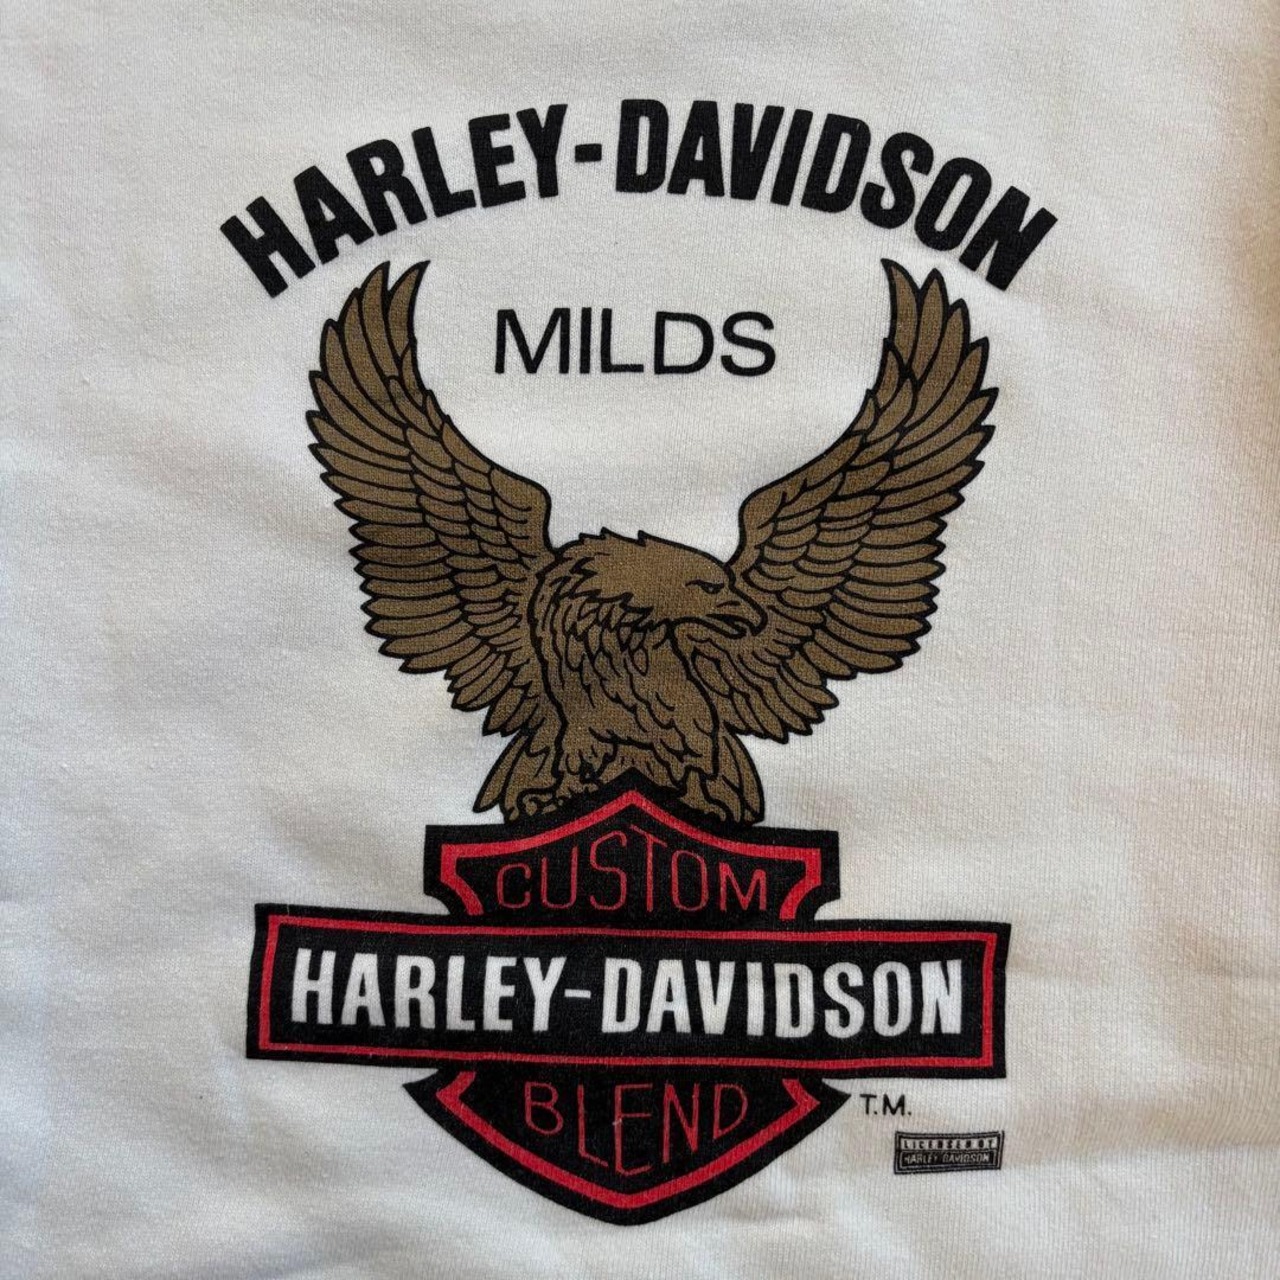 HARLEY-DAVIDSON
MILDS
CUSTOM
HARLEY-DAVIDSON
BLEND
T.M.
LICENSED BY
HARLEY DAVIDSON